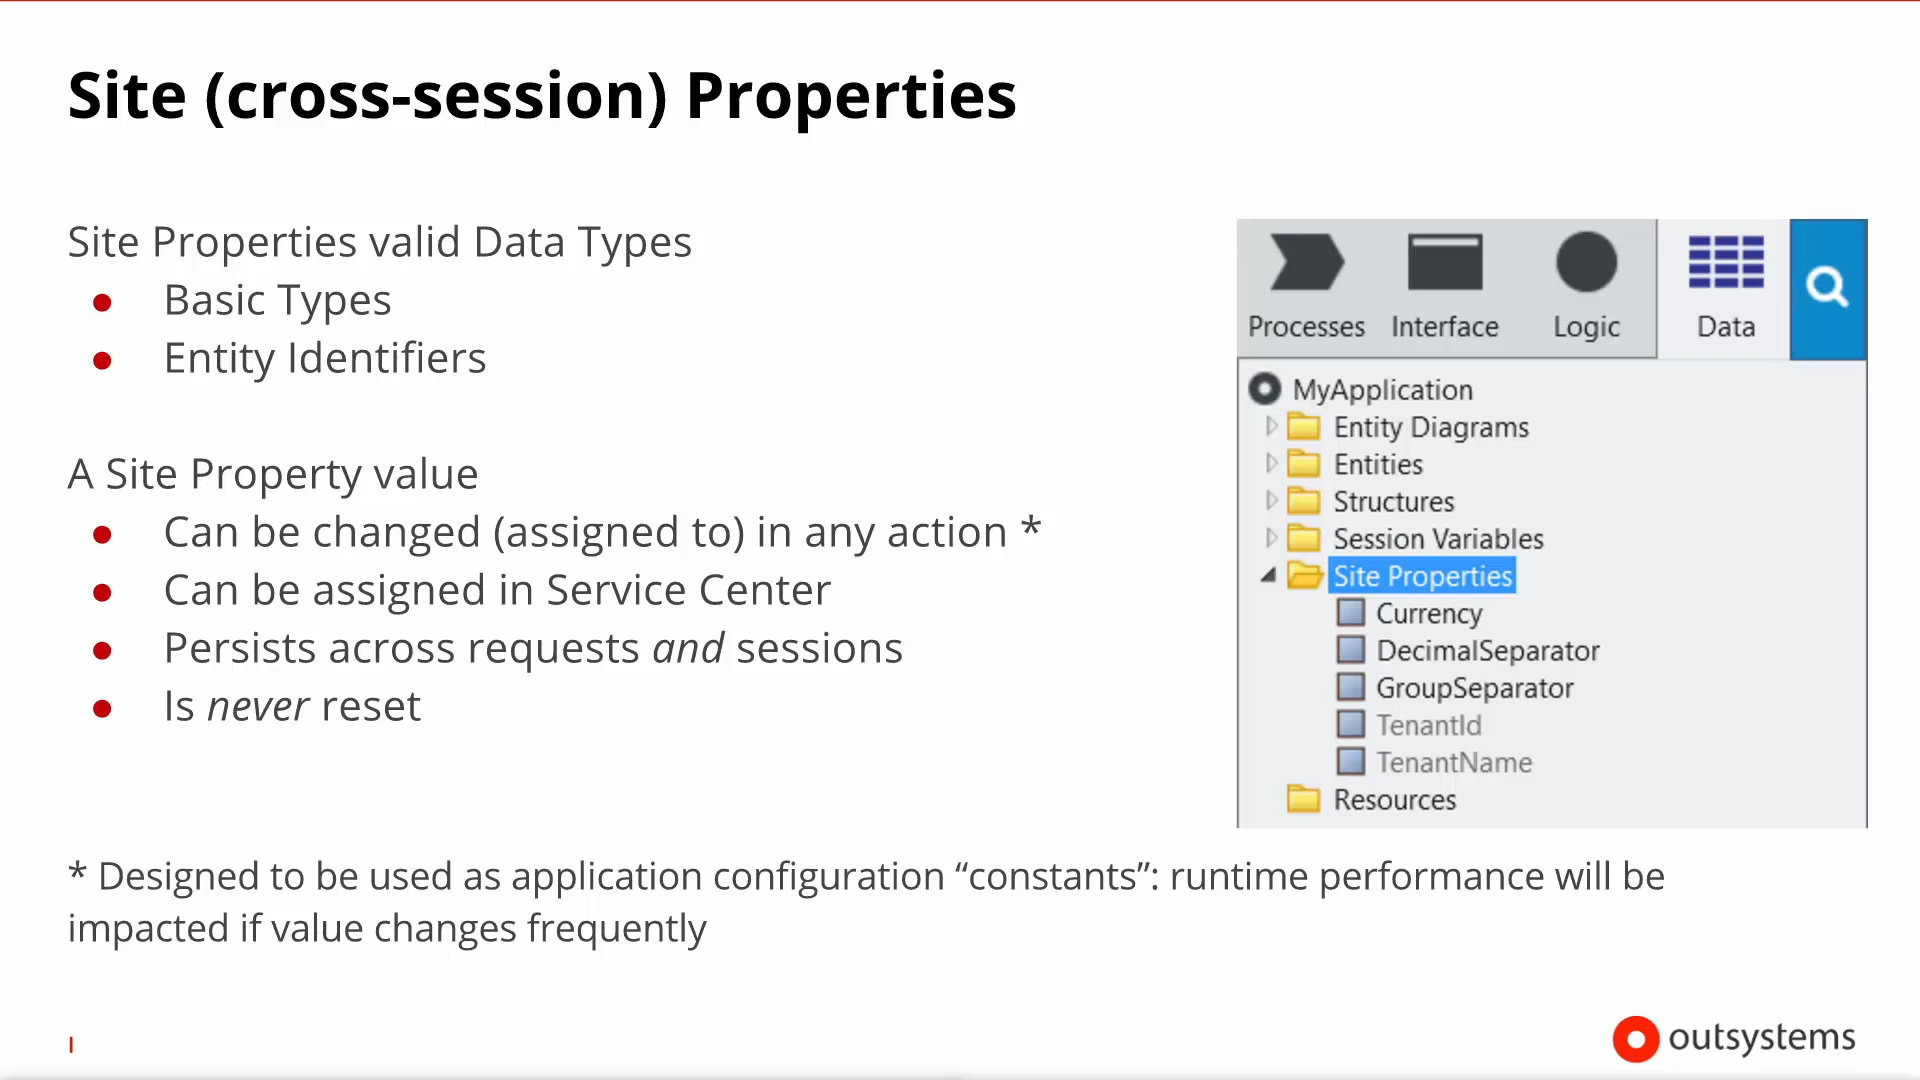 Site (cross-session) Properties
Site Properties valid Data Types
● Basic Types
● Entity Identifiers
A Site Property value
● Can be changed (assigned to) in any action *
● Can be assigned in Service Center
● Persists across requests and sessions
● Is never reset
* Designed to be used as application configuration “constants”: runtime performance will be
impacted if value changes frequently
Processes Interface Logic Data
MyApplication
Entity Diagrams
Entities
Structures
Session Variables
Site Properties
Currency
DecimalSeparator
GroupSeparator
TenantId
TenantName
Resources
I
outsystems